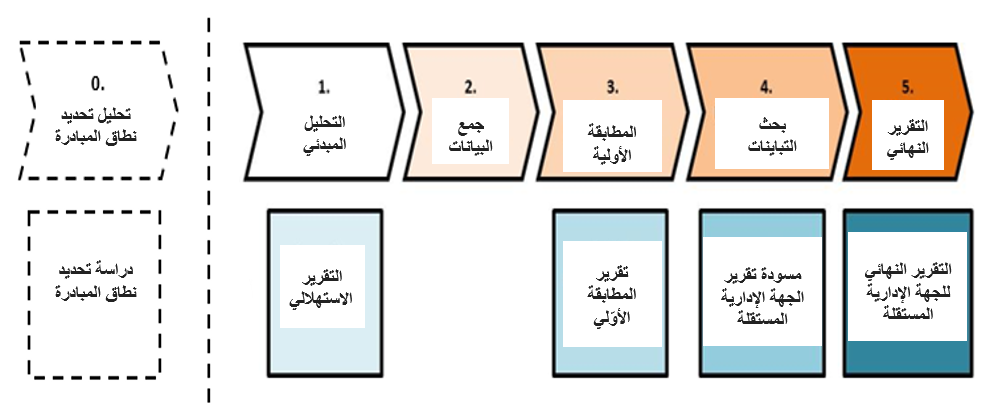 0.
تحليل تحديد
نطاق المبادرة
1.
التحليل
المبدئي
2.
جمع
البيانات
3.
المطابقة
الأولية
4.
بحث
التباينات
5.
التقرير
النهائي
دراسة تحديد
نطاق المبادرة
التقرير
الاستهلالي
تقرير
المطابقة
الأوّلي
مسودة تقرير
الجهة الإدارية
المستقلة
التقرير النهائي
للجهة الإدارية
المستقلة